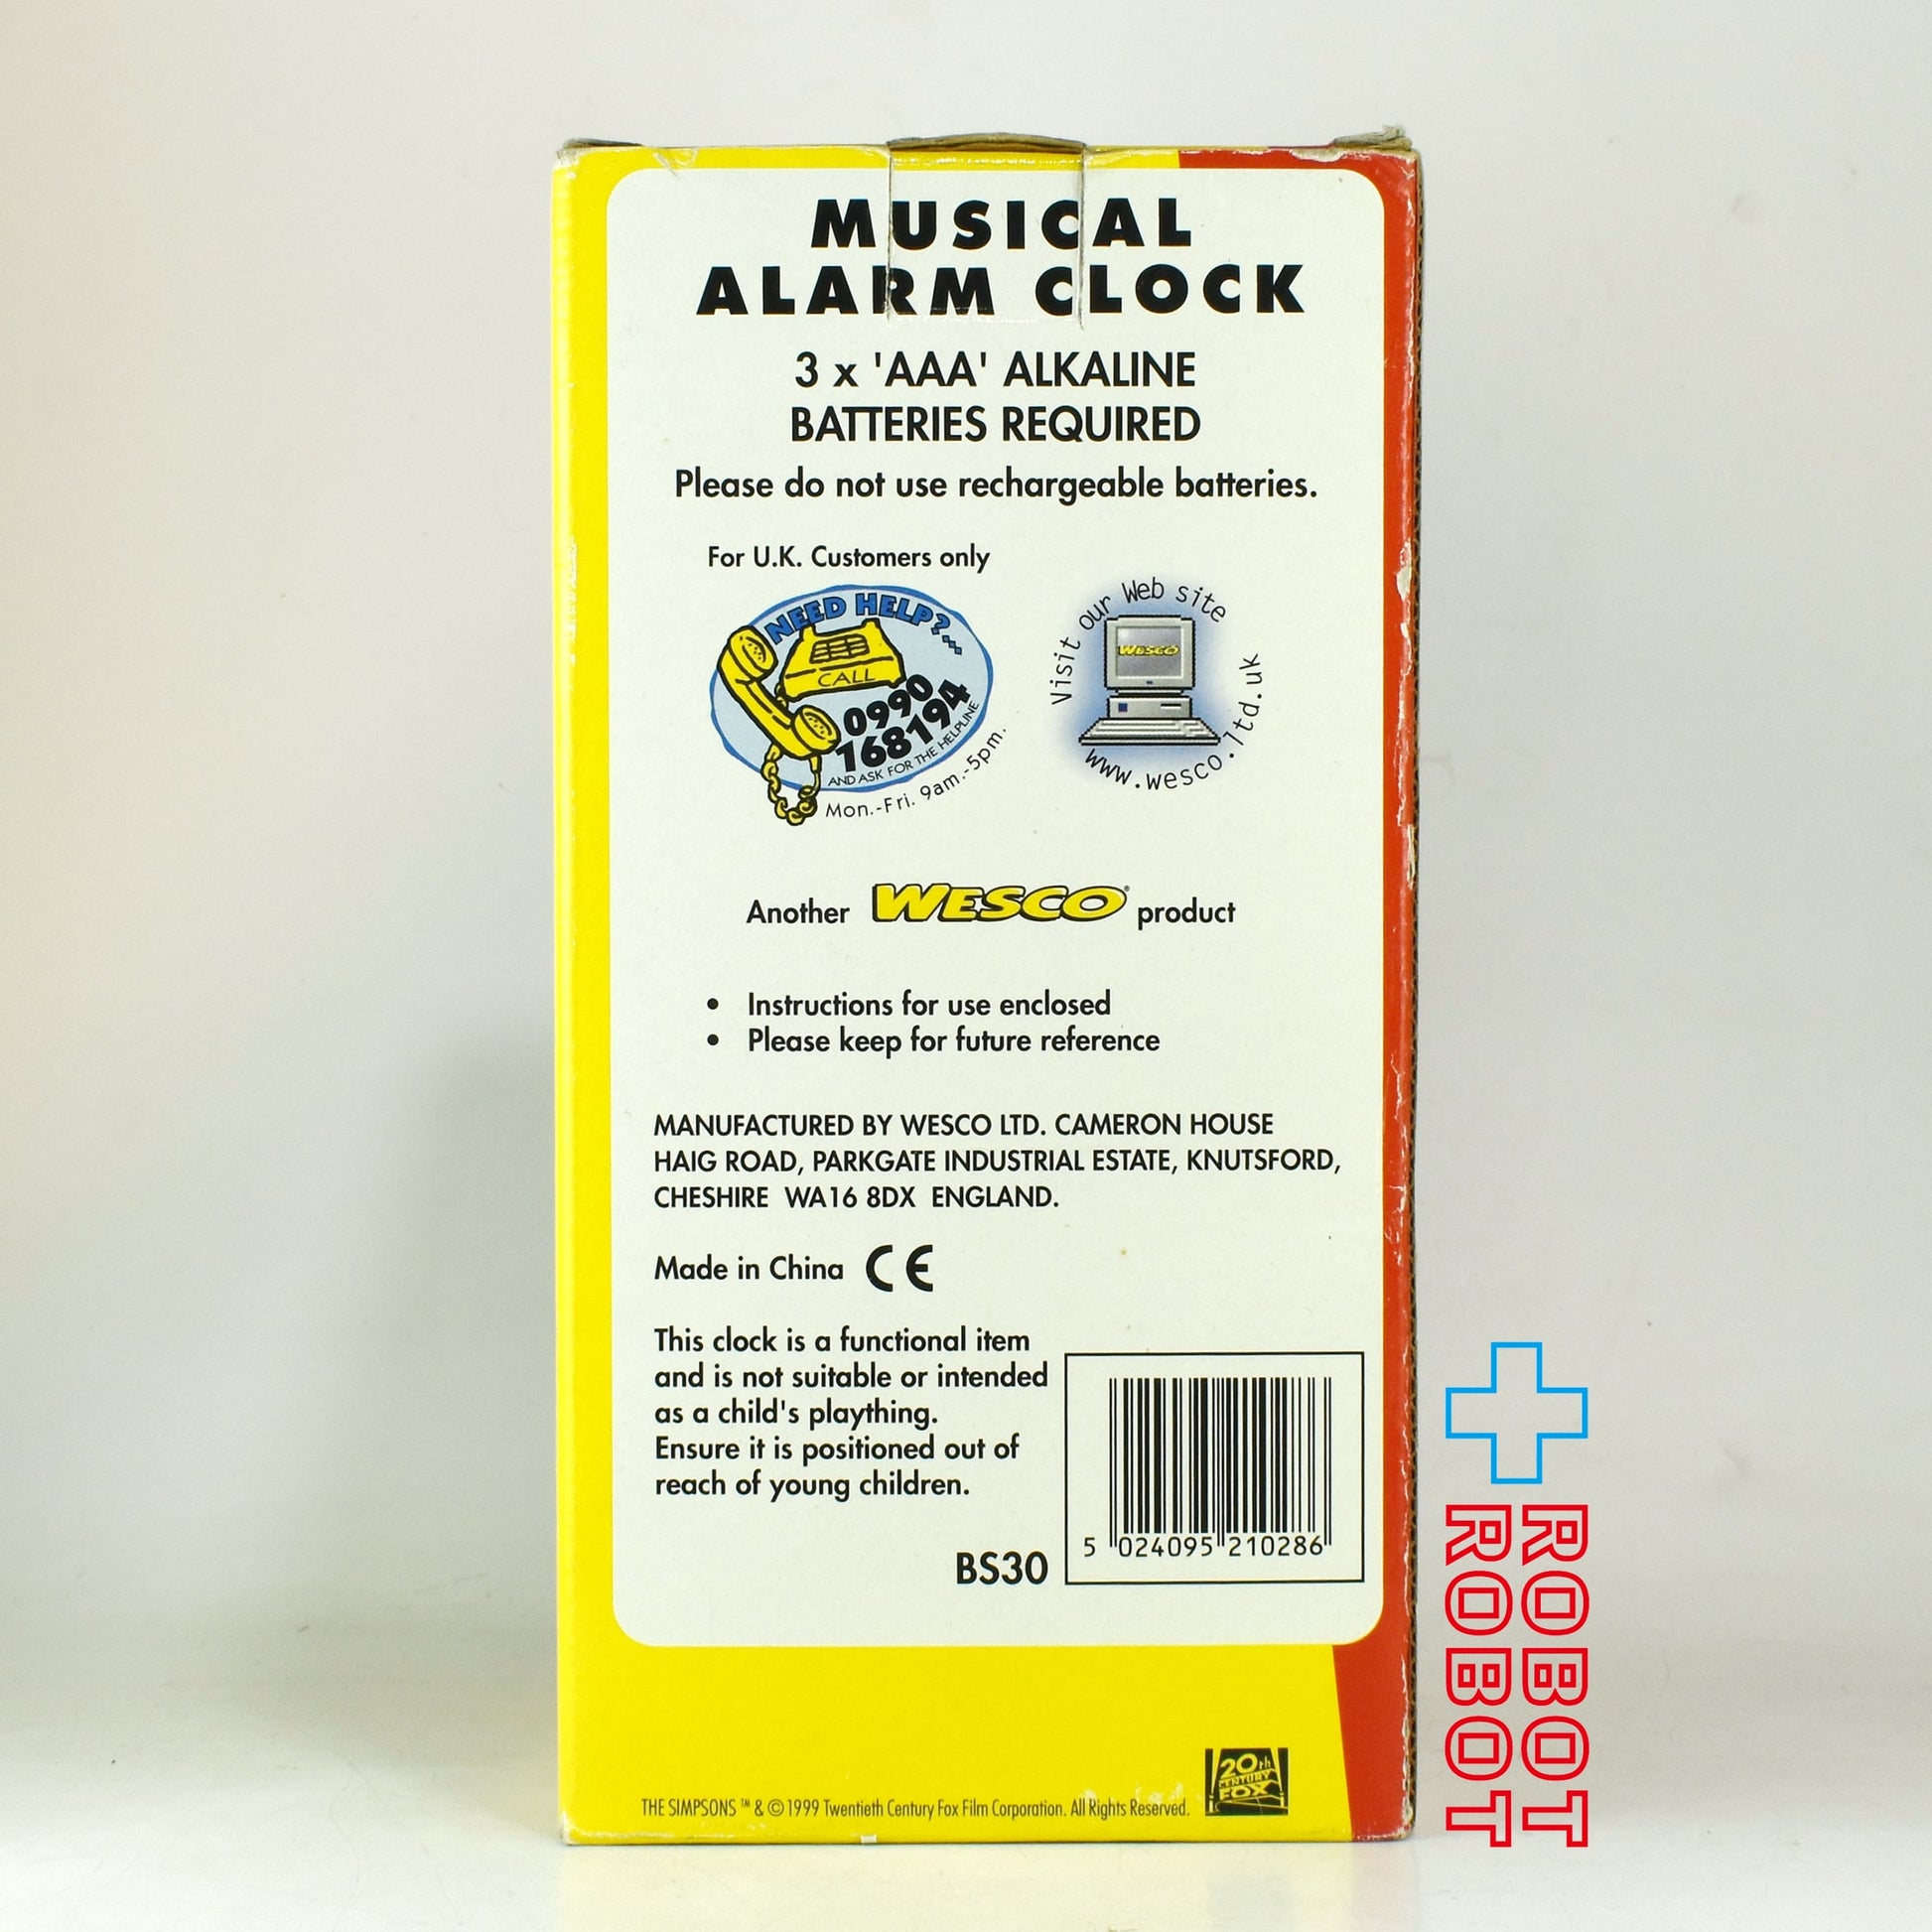 MUSICAL
ALARM CLOCK
3 x 'AAA' ALKALINE
BATTERIES REQUIRED
Please do not use rechargeable batteries.
For U.K. Customers only
NEED HELP?...
CALL
0990
168194
AND ASK FOR THE HELPLINE
Mon.-Fri. 9am.-5pm.
Visit our Web site
WESCO
www.wesco.ltd.uk
Another WESCO® product
• Instructions for use enclosed
• Please keep for future reference
MANUFACTURED BY WESCO LTD. CAMERON HOUSE
HAIG ROAD, PARKGATE INDUSTRIAL ESTATE, KNUTSFORD,
CHESHIRE WA16 8DX ENGLAND.
Made in China CE
This clock is a functional item
and is not suitable or intended
as a child's plaything.
Ensure it is positioned out of
reach of young children.
BS30
5 024095 210286
THE SIMPSONS ™ & © 1999 Twentieth Century Fox Film Corporation. All Rights Reserved.
20th
CENTURY
FOX
ROBOT
ROBOT